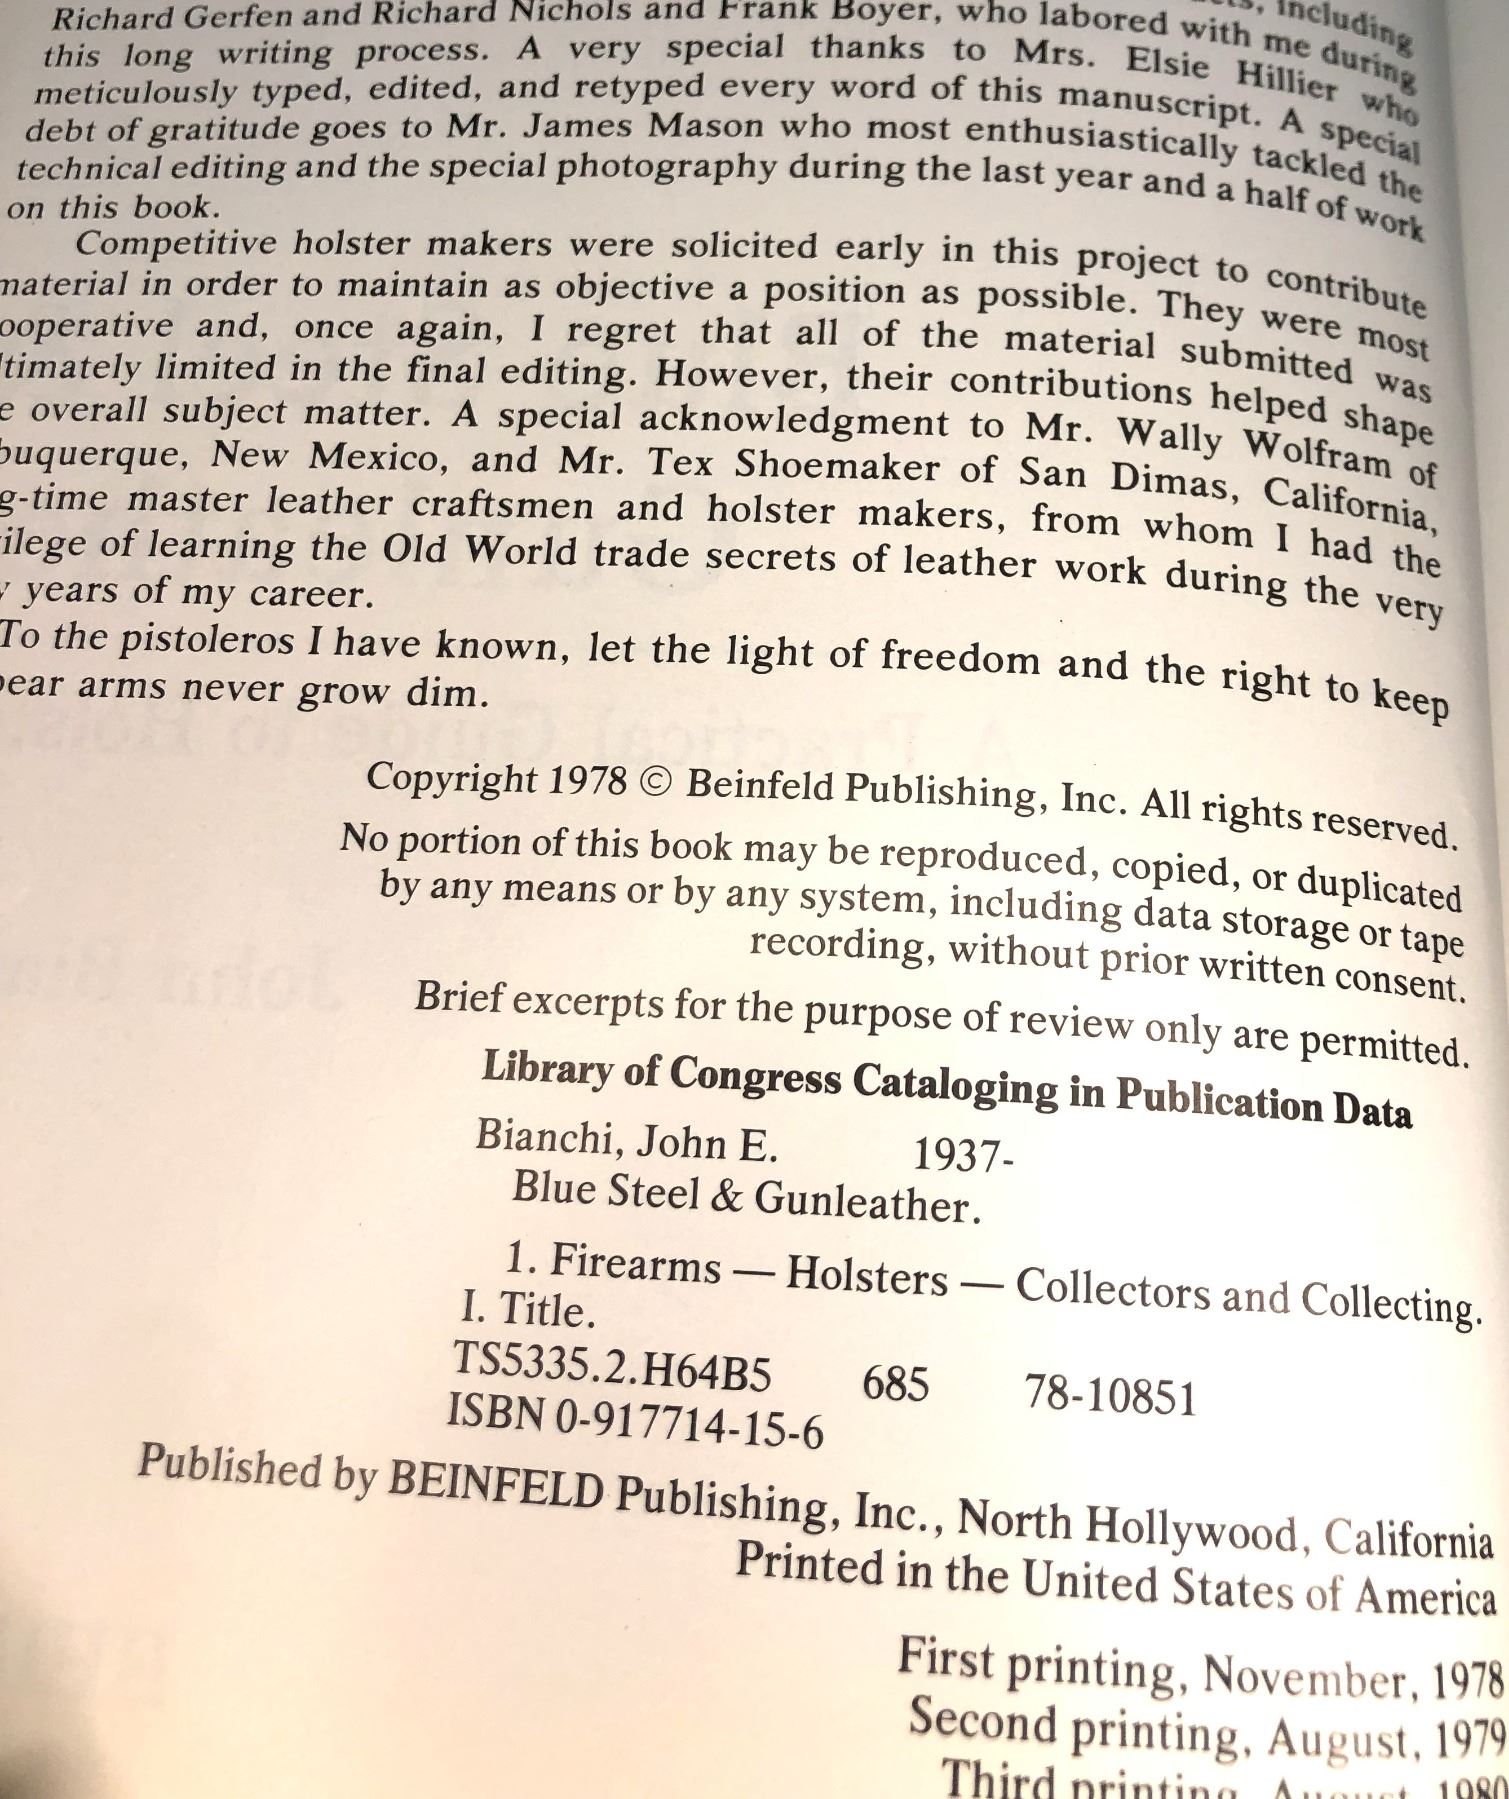 including
Richard Gerfen and Richard Nichols and Frank Boyer, who labored with me during
this long writing process. A very special thanks to Mrs. Elsie Hillier who
meticulously typed, edited, and retyped every word of this manuscript. A special
debt of gratitude goes to Mr. James Mason who most enthusiastically tackled the
technical editing and the special photography during the last year and a half of work
on this book.
Competitive holster makers were solicited early in this project to contribute
material in order to maintain as objective a position as possible. They were most
ooperative and, once again, I regret that all of the material submitted was
ltimately limited in the final editing. However, their contributions helped shape
e overall subject matter. A special acknowledgment to Mr. Wally Wolfram of
buquerque, New Mexico, and Mr. Tex Shoemaker of San Dimas, California,
g-time master leather craftsmen and holster makers, from whom I had the
ilege of learning the Old World trade secrets of leather work during the very
y years of my career.
To the pistoleros I have known, let the light of freedom and the right to keep
bear arms never grow dim.
Copyright 1978 © Beinfeld Publishing, Inc. All rights reserved.
No portion of this book may be reproduced, copied, or duplicated
by any means or by any system, including data storage or tape
recording, without prior written consent.
Brief excerpts for the purpose of review only are permitted.
Library of Congress Cataloging in Publication Data
Bianchi, John E. 1937-
Blue Steel & Gunleather.
1. Firearms — Holsters — Collectors and Collecting.
I. Title.
TS5335.2.H64B5 685 78-10851
ISBN 0-917714-15-6
Published by BEINFELD Publishing, Inc., North Hollywood, California
Printed in the United States of America
First printing, November, 1978
Second printing, August, 1979
Third printing, August, 1980